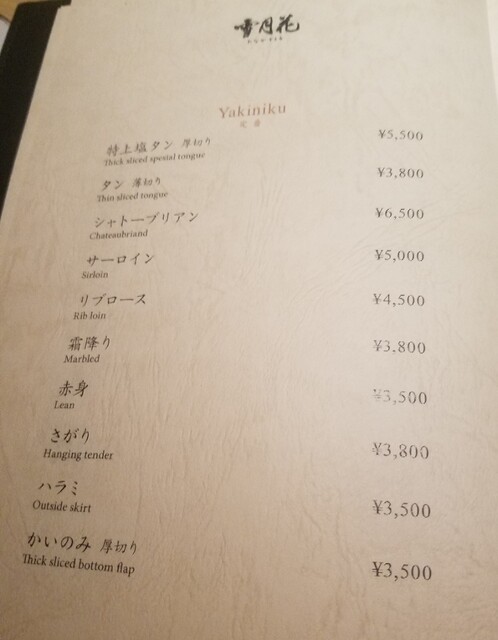 雪月花
Yakiniku
定番
特上塩タン 厚切り ¥5,500
Thick sliced spesial tongue
タン 薄切り ¥3,800
Thin sliced tongue
シャトーブリアン ¥6,500
Chateaubriand
サーロイン ¥5,000
Sirloin
リブロース ¥4,500
Rib loin
霜降り ¥3,800
Marbled
赤身 ¥3,500
Lean
さがり ¥3,800
Hanging tender
ハラミ ¥3,500
Outside skirt
かいのみ 厚切り ¥3,500
Thick sliced bottom flap